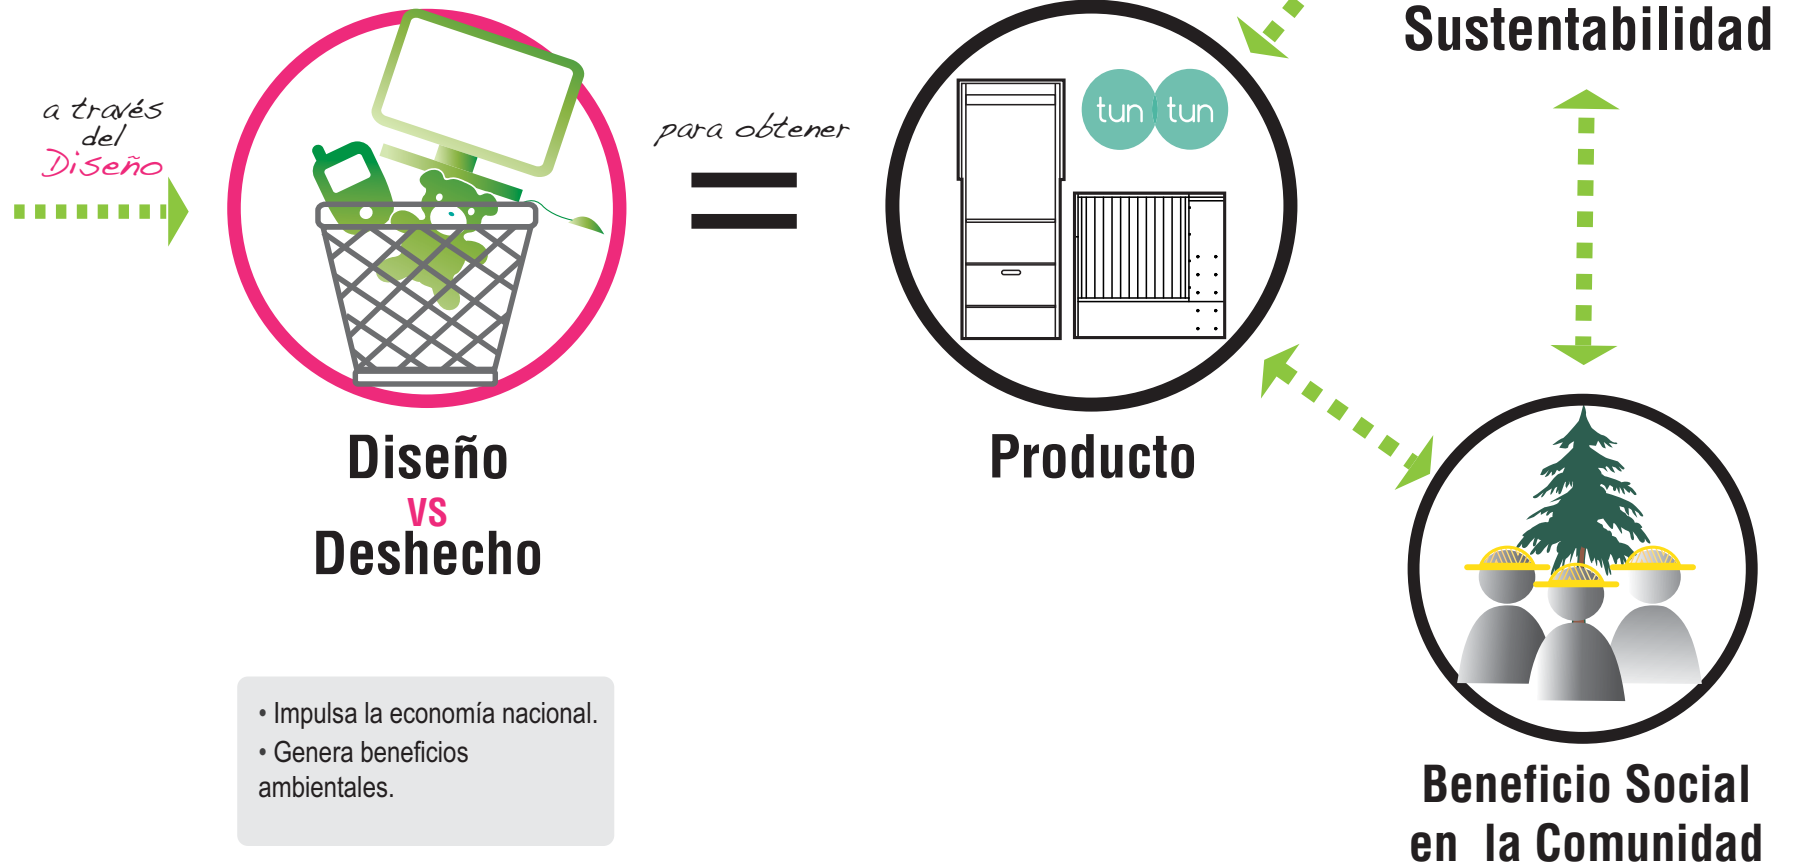 a través
del
Diseño
Diseño
vs
Deshecho
• Impulsa la economía nacional.
• Genera beneficios
ambientales.
para obtener
tun tun
Producto
Sustentabilidad
Beneficio Social
en la Comunidad